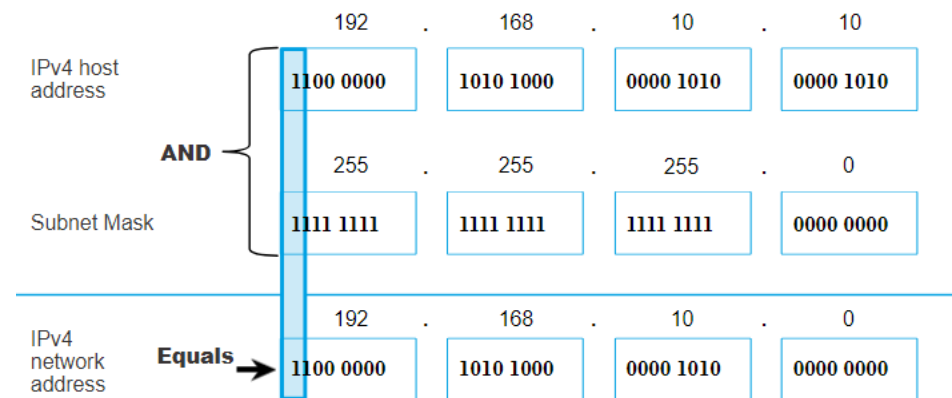 192 . 168 . 10 . 10
IPv4 host
address
1100 0000 1010 1000 0000 1010 0000 1010
AND
255 . 255 . 255 . 0
Subnet Mask
1111 1111 1111 1111 1111 1111 0000 0000
192 . 168 . 10 . 0
IPv4
network
address
Equals
1100 0000 1010 1000 0000 1010 0000 0000